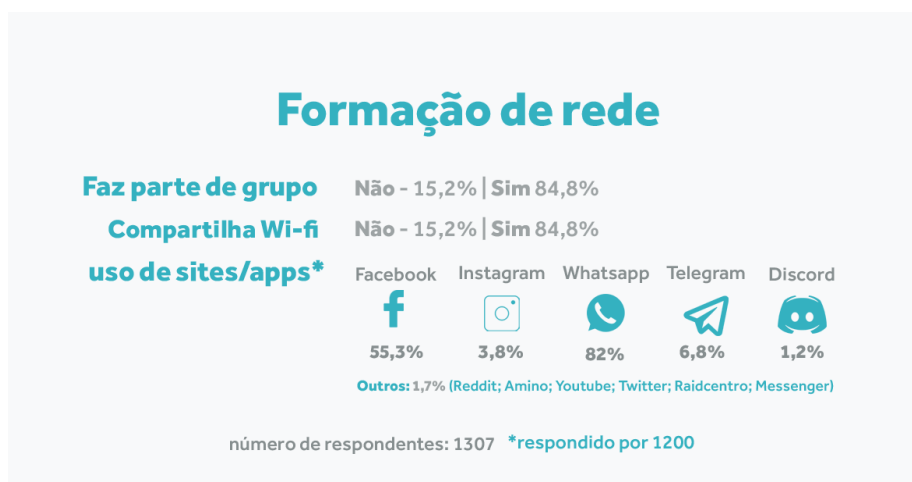 Formação de rede
Faz parte de grupo Não - 15,2% | Sim 84,8%
Compartilha Wi-fi Não - 15,2% | Sim 84,8%
uso de sites/apps* Facebook Instagram Whatsapp Telegram Discord
55,3% 3,8% 82% 6,8% 1,2%
Outros: 1,7% (Reddit; Amino; Youtube; Twitter; Raidcentro; Messenger)
número de respondentes: 1307 *respondido por 1200